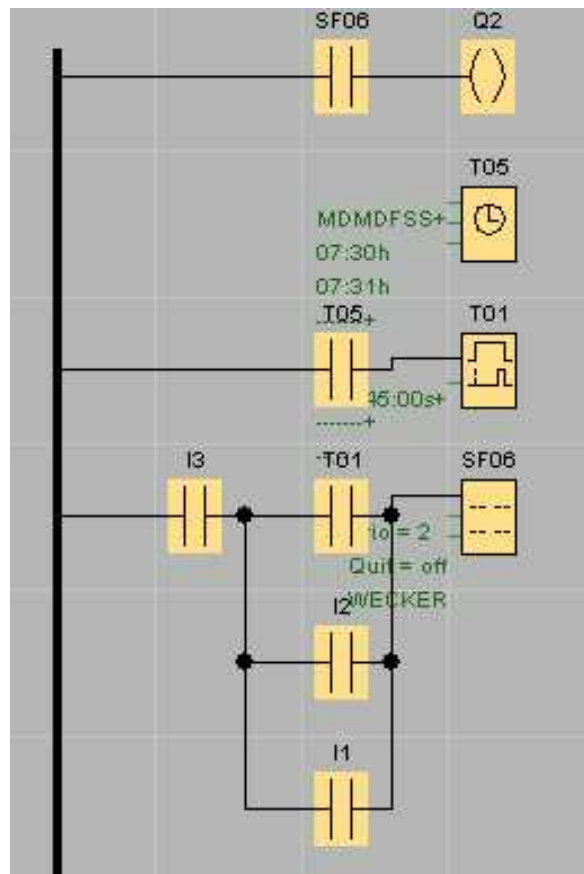 SF06 Q2
T05
MDMDFSS+
07:30h
07:31h
T05 T01
45:00s+
I3 T01 SF06
= 2
Quit = off
WECKER
I2
I1